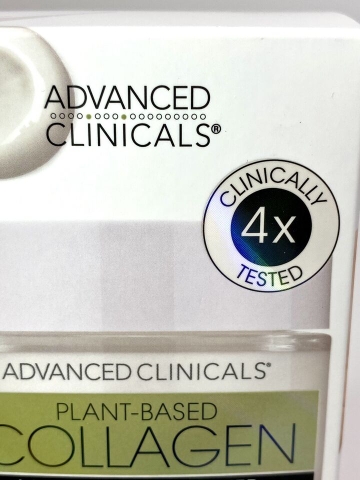 ADVANCED
CLINICALS®
CLINICALLY
4x
TESTED
ADVANCED CLINICALS®
PLANT-BASED
COLLAGEN